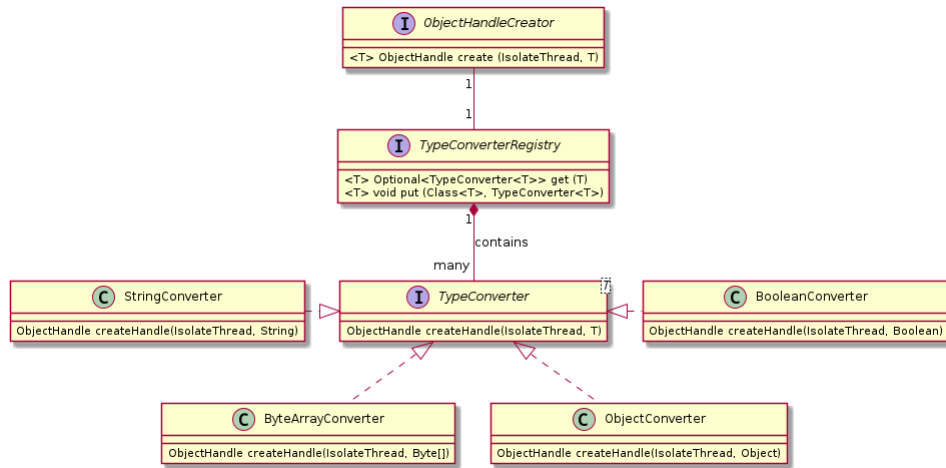 I ObjectHandleCreator
<T> ObjectHandle create (IsolateThread, T)
1
1
I TypeConverterRegistry
<T> Optional<TypeConverter<T>> get (T)
<T> void put (Class<T>, TypeConverter<T>)
1
contains
many
C StringConverter
ObjectHandle createHandle(IsolateThread, String)
I TypeConverter
T
ObjectHandle createHandle(IsolateThread, T)
C BooleanConverter
ObjectHandle createHandle(IsolateThread, Boolean)
C ByteArrayConverter
ObjectHandle createHandle(IsolateThread, Byte[])
C ObjectConverter
ObjectHandle createHandle(IsolateThread, Object)